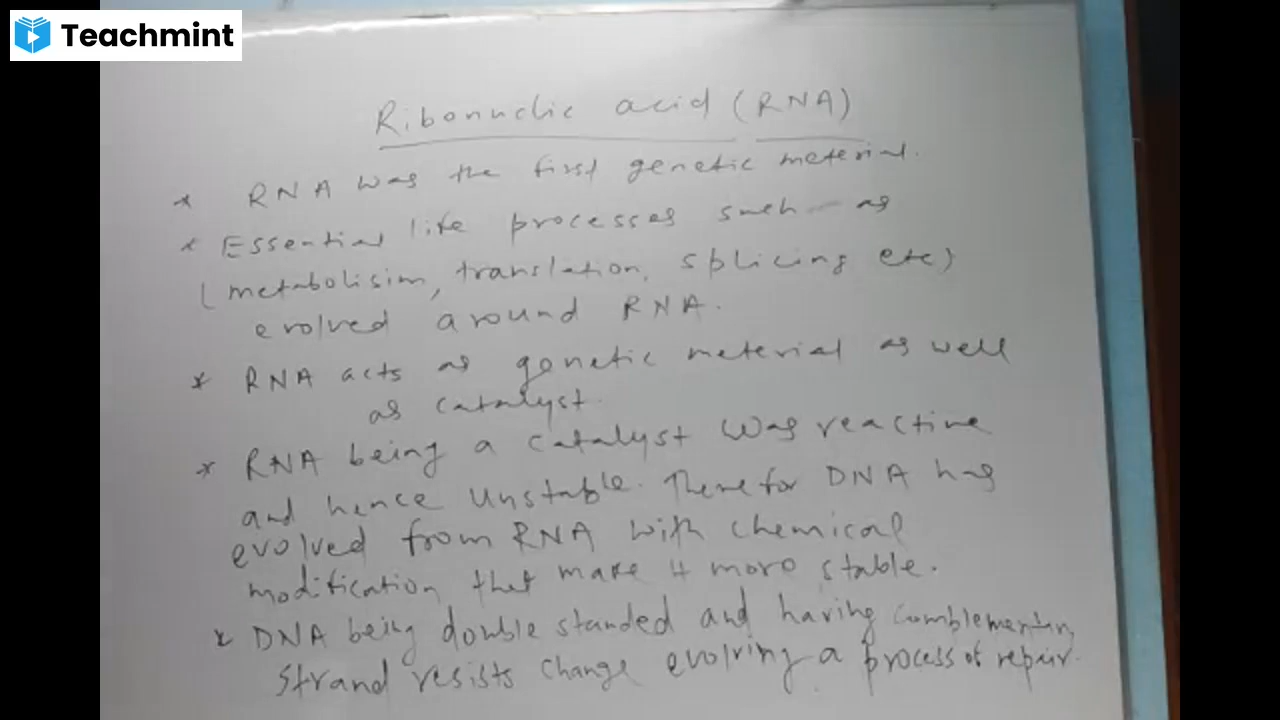 Teachmint
Ribonuclic acid (RNA)
* RNA was the first genetic meterial.
* Essential life processes such as
(metabolisim, translation, splicing etc)
evolved around RNA.
* RNA acts as genetic meterial as well
as catalyst.
* RNA being a catalyst was reactive
and hence Unstable. Therefor DNA has
evolved from RNA with chemical
modification that make it more stable.
* DNA being double standed and having comblementary
strand resists change evolving a process of repair.